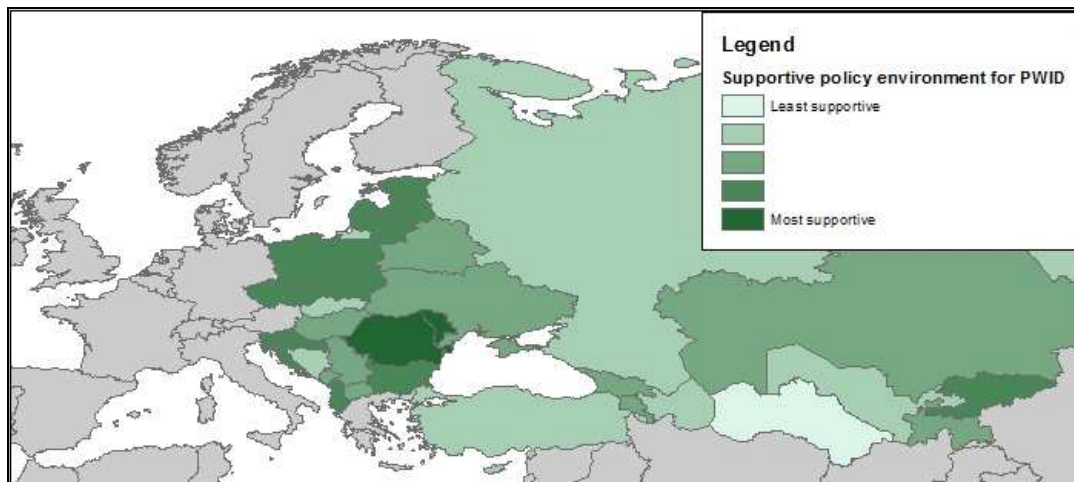 Legend
Supportive policy environment for PWID
Least supportive
Most supportive